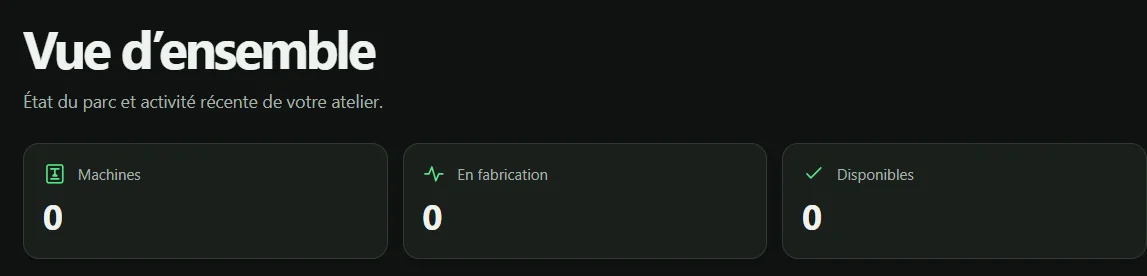 Vue d’ensemble
État du parc et activité récente de votre atelier.
Machines
0
En fabrication
0
Disponibles
0